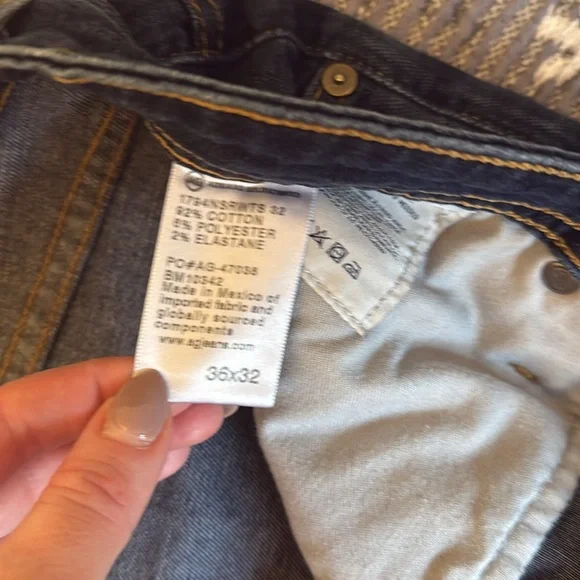 1794NSRWTS 32
92% COTTON
6% POLYESTER
2% ELASTANE
PO#AG-47038
BM10342
Made in Mexico of
imported fabric and
globally sourced
components
www.agjeans.com
36x32